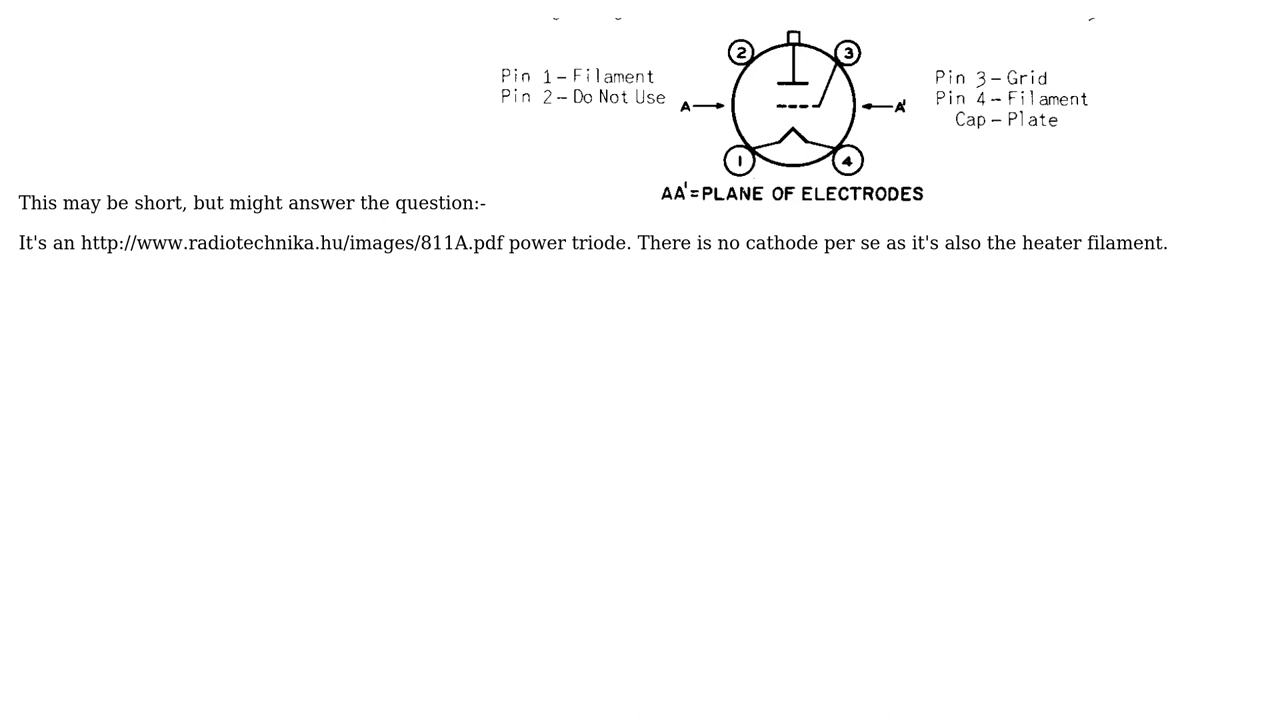 2
3
Pin 1-Filament
Pin 2-Do Not Use
A
A'
Pin 3-Grid
Pin 4-Filament
Cap-Plate
1
4
AA'=PLANE OF ELECTRODES
This may be short, but might answer the question:-
It's an http://www.radiotechnika.hu/images/811A.pdf power triode. There is no cathode per se as it's also the heater filament.